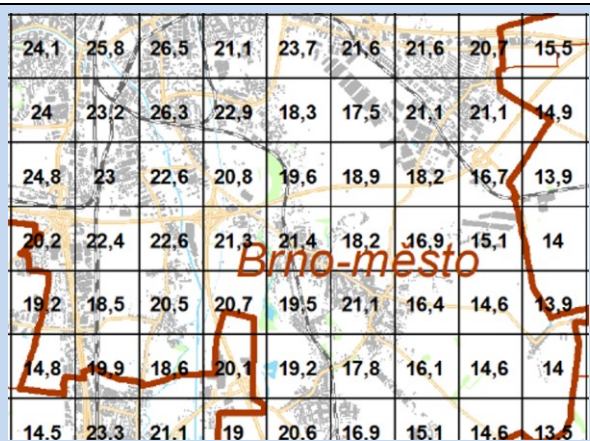 24,1 25,8 26,5 21,1 23,7 21,6 21,6 20,7 15,5
24 23,2 26,3 22,9 18,3 17,5 21,1 21,1 14,9
24,8 23 22,6 20,8 19,6 18,9 18,2 16,7 13,9
20,2 22,4 22,6 21,3 21,4 18,2 16,9 15,1 14
Brno-město
19,2 18,5 20,5 20,7 19,5 21,1 16,4 14,6 13,9
14,8 19,9 18,6 20,1 19,2 17,8 16,1 14,6 14
14,5 23,3 21,1 19 20,6 16,9 15,1 14,6 13,5